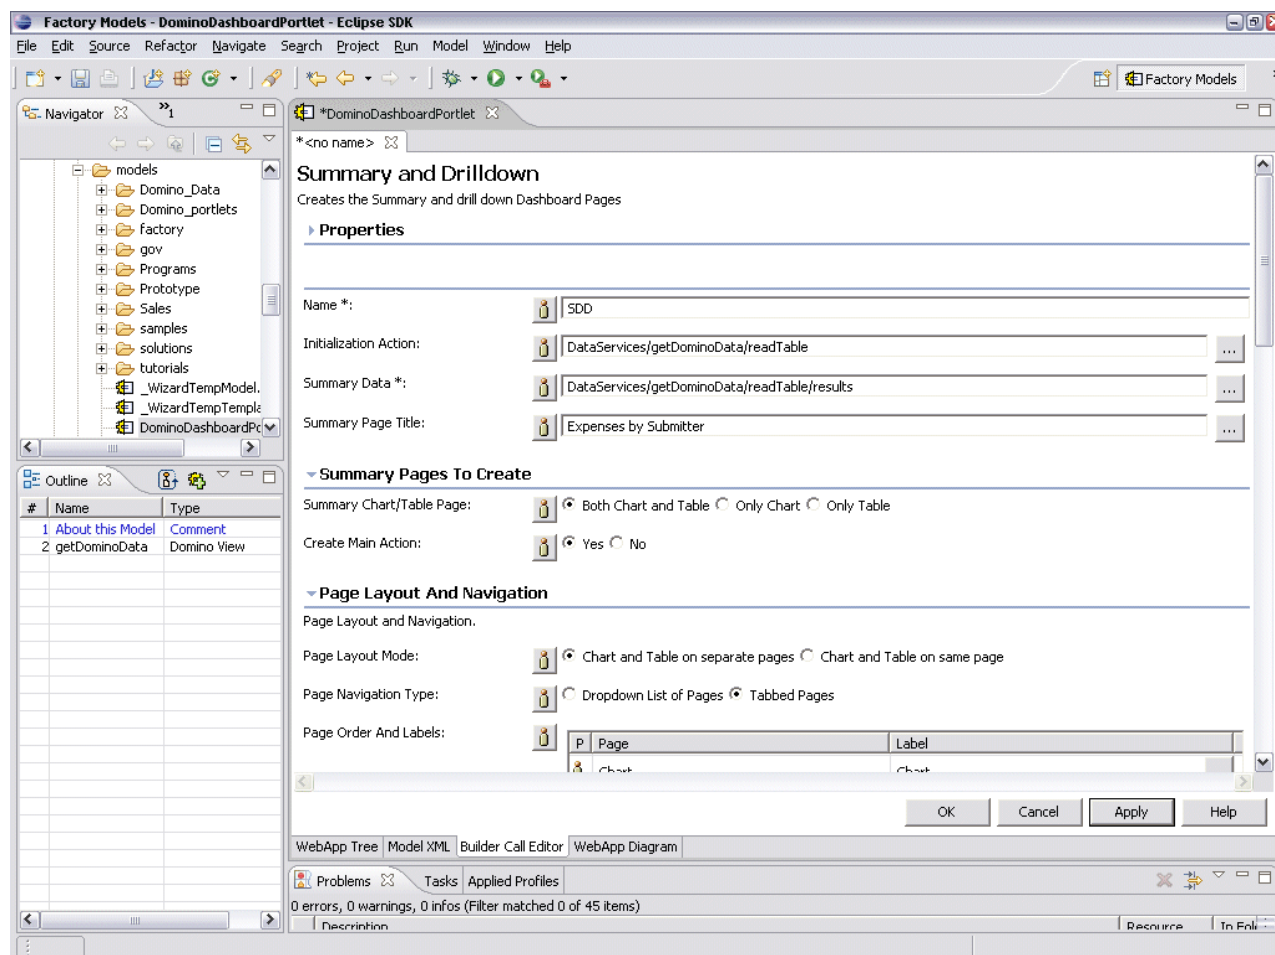 Factory Models - DominoDashboardPortlet - Eclipse SDK
File Edit Source Refactor Navigate Search Project Run Model Window Help
Factory Models
Navigator
»1
models
Domino_Data
Domino_portlets
factory
gov
Programs
Prototype
Sales
samples
solutions
tutorials
_WizardTempModel.
_WizardTempTempla
DominoDashboardPo
Outline
# Name Type
1 About this Model Comment
2 getDominoData Domino View
*DominoDashboardPortlet
*<no name>
Summary and Drilldown
Creates the Summary and drill down Dashboard Pages
Properties
Name *: SDD
Initialization Action: DataServices/getDominoData/readTable ...
Summary Data *: DataServices/getDominoData/readTable/results ...
Summary Page Title: Expenses by Submitter ...
Summary Pages To Create
Summary Chart/Table Page: Both Chart and Table Only Chart Only Table
Create Main Action: Yes No
Page Layout And Navigation
Page Layout and Navigation.
Page Layout Mode: Chart and Table on separate pages Chart and Table on same page
Page Navigation Type: Dropdown List of Pages Tabbed Pages
Page Order And Labels:
P Page Label
Chart Chart
OK Cancel Apply Help
WebApp Tree Model XML Builder Call Editor WebApp Diagram
Problems Tasks Applied Profiles
0 errors, 0 warnings, 0 infos (Filter matched 0 of 45 items)
Description Resource In Fol